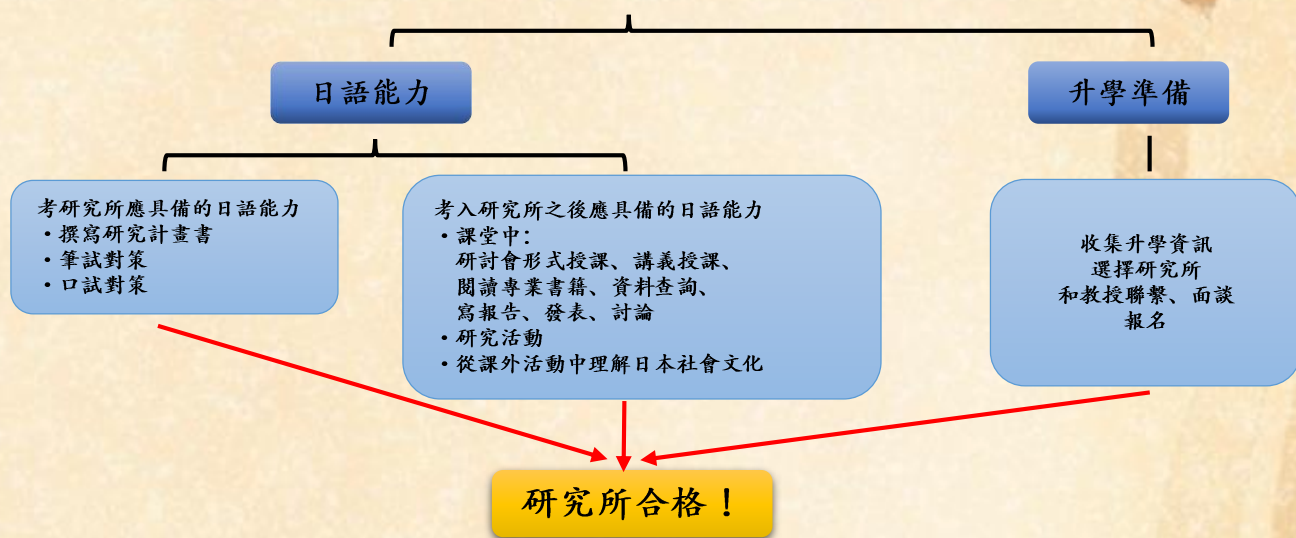 日語能力
升學準備
考研究所應具備的日語能力
・撰寫研究計畫書
・筆試對策
・口試對策
考入研究所之後應具備的日語能力
・課堂中:
研討會形式授課、講義授課、
閱讀專業書籍、資料查詢、
寫報告、發表、討論
・研究活動
・從課外活動中理解日本社會文化
收集升學資訊
選擇研究所
和教授聯繫、面談
報名
研究所合格！